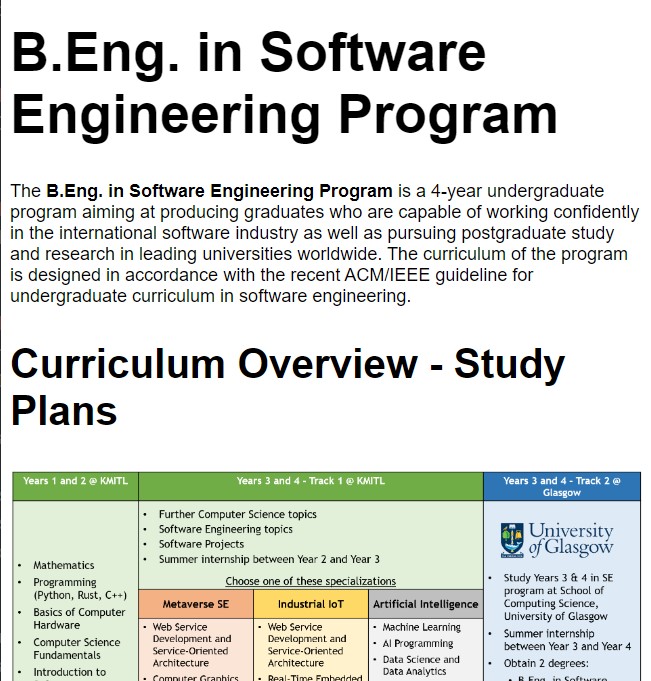 B.Eng. in Software
Engineering Program
The B.Eng. in Software Engineering Program is a 4-year undergraduate
program aiming at producing graduates who are capable of working confidently
in the international software industry as well as pursuing postgraduate study
and research in leading universities worldwide. The curriculum of the program
is designed in accordance with the recent ACM/IEEE guideline for
undergraduate curriculum in software engineering.
Curriculum Overview - Study
Plans
Years 1 and 2 @ KMITL
• Mathematics
• Programming
(Python, Rust, C++)
• Basics of Computer
Hardware
• Computer Science
Fundamentals
• Introduction to
Years 3 and 4 - Track 1 @ KMITL
• Further Computer Science topics
• Software Engineering topics
• Software Projects
• Summer internship between Year 2 and Year 3
Choose one of these specializations
Metaverse SE
• Web Service
Development and
Service-Oriented
Architecture
• Computer Graphics
Industrial IoT
• Web Service
Development and
Service-Oriented
Architecture
• Real-Time Embedded
Artificial Intelligence
• Machine Learning
• AI Programming
• Data Science and
Data Analytics
Years 3 and 4 - Track 2 @
Glasgow
University
of Glasgow
• Study Years 3 & 4 in SE
program at School of
Computing Science,
University of Glasgow
• Summer internship
between Year 3 and Year 4
• Obtain 2 degrees:
• B.Eng. in Software